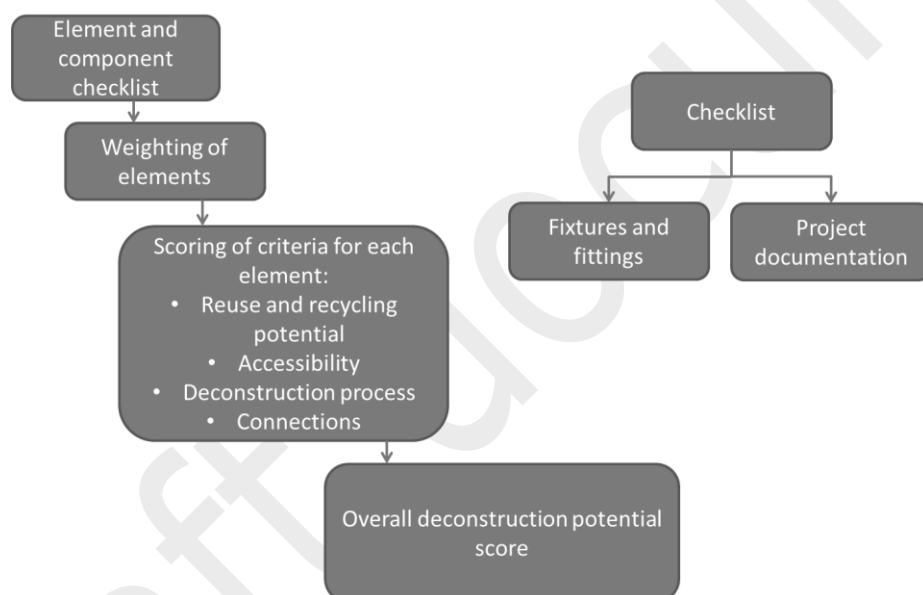 Element and
component
checklist
Weighting of
elements
Scoring of criteria for each
element:
• Reuse and recycling
potential
• Accessibility
• Deconstruction process
• Connections
Overall deconstruction potential
score
Checklist
Fixtures and
fittings
Project
documentation